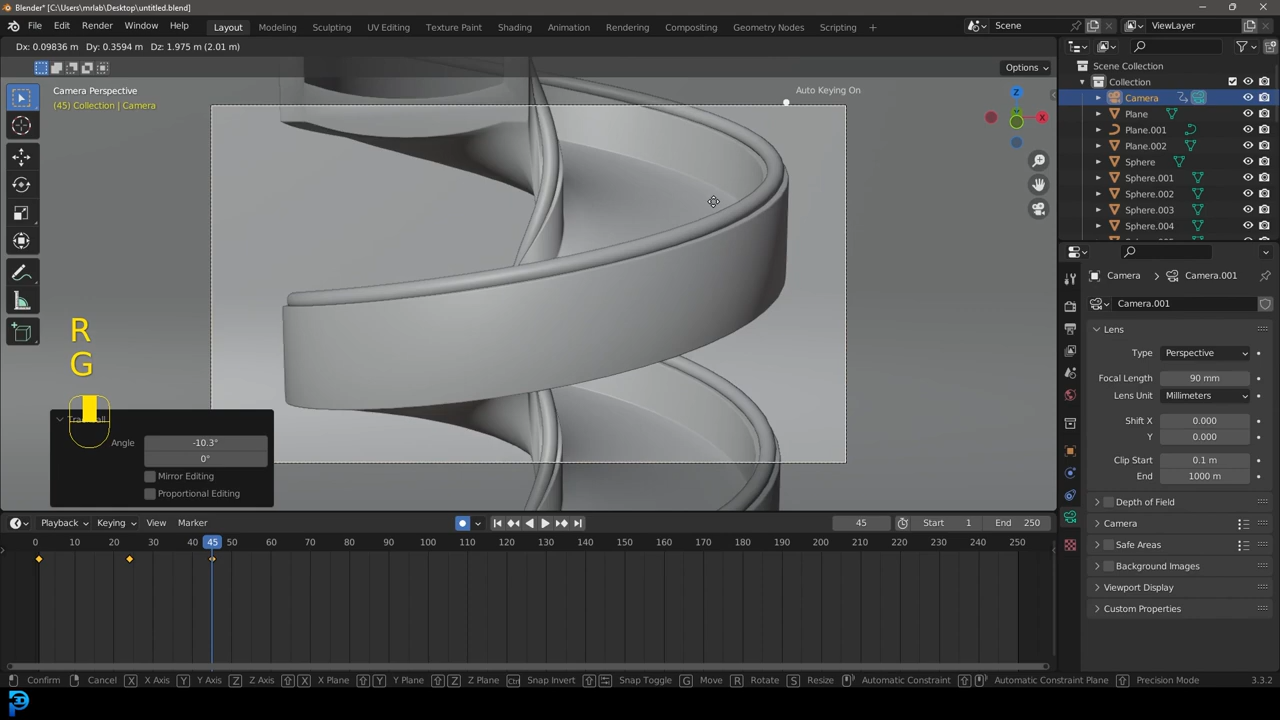 Blender* [C:\Users\mrlab\Desktop\untitled.blend]
File Edit Render Window Help Layout Modeling Sculpting UV Editing Texture Paint Shading Animation Rendering Compositing Geometry Nodes Scripting Scene ViewLayer
Dx: 0.09836 m Dy: 0.3594 m Dz: 1.975 m (2.01 m)
Options
Camera Perspective
(45) Collection | Camera
Auto Keying On
Z
X
R
G
Angle -10.3°
0°
Mirror Editing
Proportional Editing
Scene Collection
Collection
Camera
Plane
Plane.001
Plane.002
Sphere
Sphere.001
Sphere.002
Sphere.003
Sphere.004
Camera > Camera.001
Camera.001
Lens
Type Perspective
Focal Length 90 mm
Lens Unit Millimeters
Shift X 0.000
Y 0.000
Clip Start 0.1 m
End 1000 m
Depth of Field
Camera
Safe Areas
Background Images
Viewport Display
Custom Properties
Playback Keying View Marker 45 Start 1 End 250
0 10 20 30 40 45 50 60 70 80 90 100 110 120 130 140 150 160 170 180 190 200 210 220 230 240 250
Confirm Cancel X X Axis Y Y Axis Z Z Axis X X Plane Y Y Plane Z Z Plane Ctrl Snap Invert Snap Toggle G Move R Rotate S Resize Automatic Constraint Automatic Constraint Plane Precision Mode 3.3.2